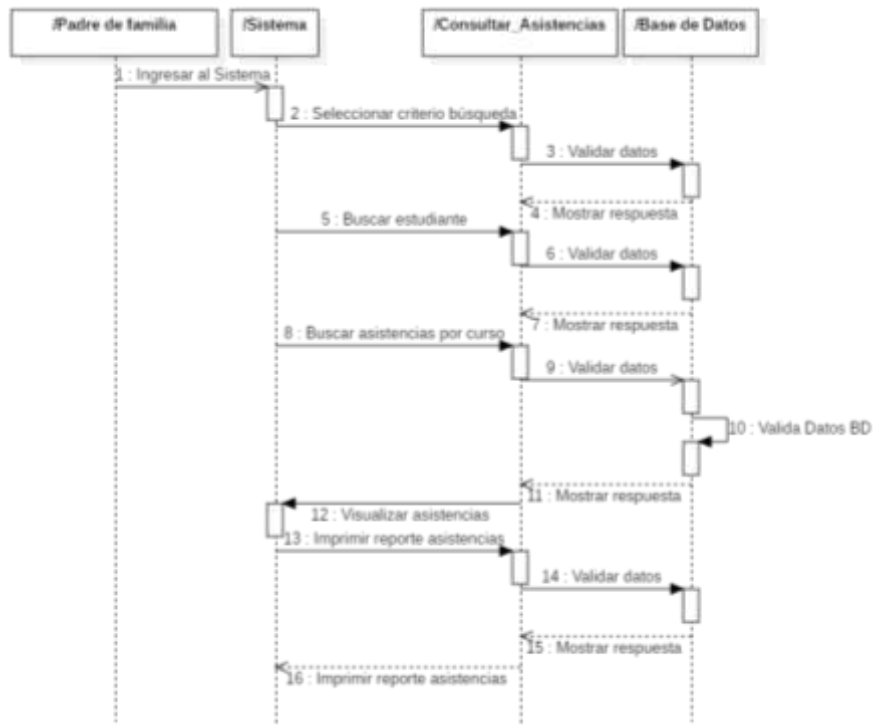 /Padre de familia
/Sistema
/Consultar_Asistencias
/Base de Datos
1 : Ingresar al Sistema
2 : Seleccionar criterio búsqueda
3 : Validar datos
4 : Mostrar respuesta
5 : Buscar estudiante
6 : Validar datos
7 : Mostrar respuesta
8 : Buscar asistencias por curso
9 : Validar datos
10 : Valida Datos BD
11 : Mostrar respuesta
12 : Visualizar asistencias
13 : Imprimir reporte asistencias
14 : Validar datos
15 : Mostrar respuesta
16 : Imprimir reporte asistencias